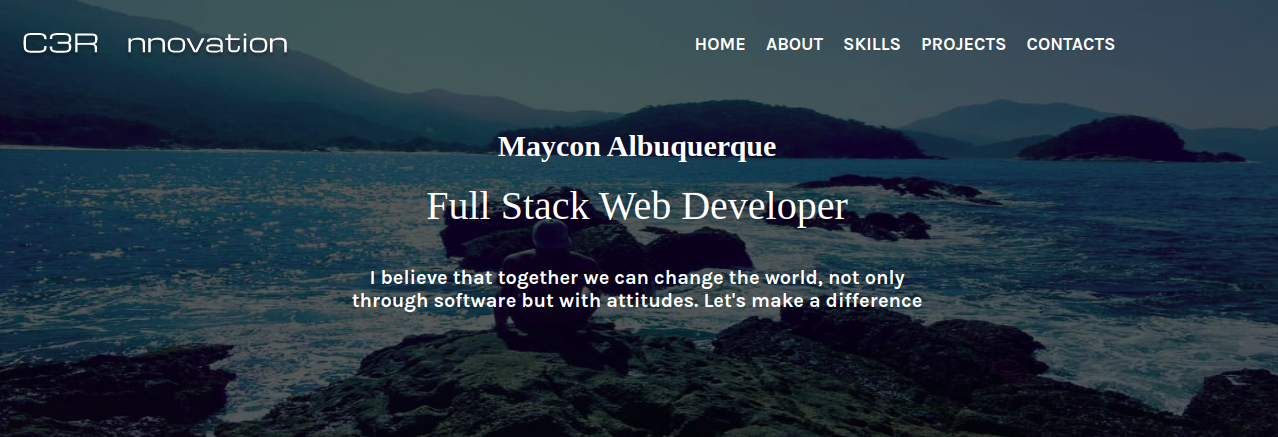 C3R nnovation
HOME ABOUT SKILLS PROJECTS CONTACTS
Maycon Albuquerque
Full Stack Web Developer
I believe that together we can change the world, not only
through software but with attitudes. Let's make a difference